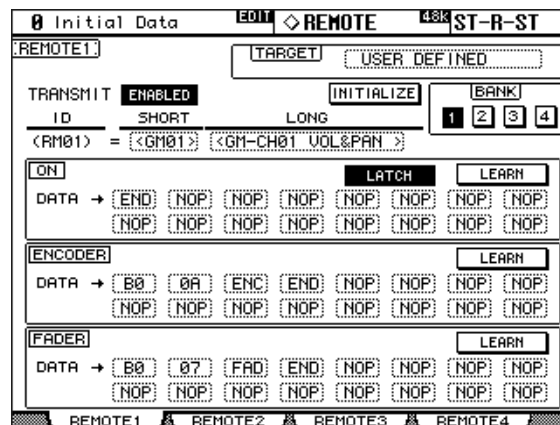 0 Initial Data EDIT ◇REMOTE 48K ST-R-ST
REMOTE1 TARGET USER DEFINED
TRANSMIT ENABLED INITIALIZE BANK
ID SHORT LONG 1 2 3 4
(RM01) = <GM01> <GM-CH01 VOL&PAN >
ON LATCH LEARN
DATA → END NOP NOP NOP NOP NOP NOP NOP
NOP NOP NOP NOP NOP NOP NOP NOP
ENCODER LEARN
DATA → B0 0A ENC END NOP NOP NOP NOP
NOP NOP NOP NOP NOP NOP NOP NOP
FADER LEARN
DATA → B0 07 FAD END NOP NOP NOP NOP
NOP NOP NOP NOP NOP NOP NOP NOP
REMOTE1 REMOTE2 REMOTE3 REMOTE4